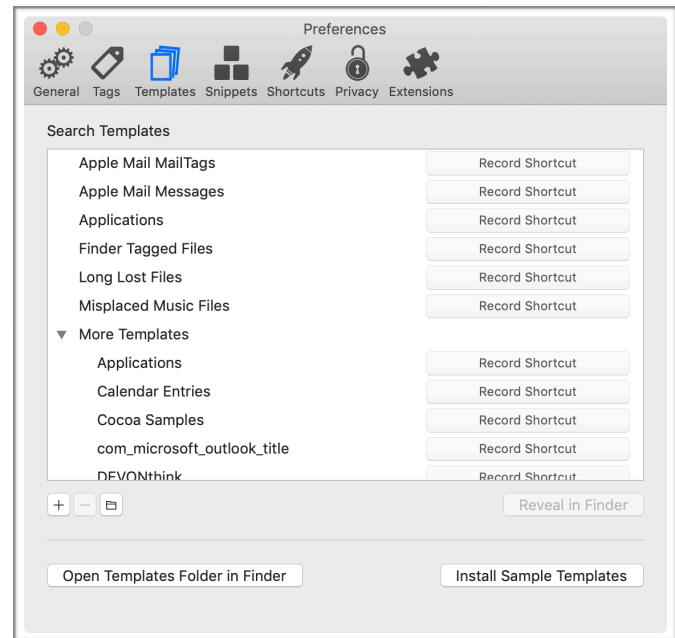 Preferences
General Tags Templates Snippets Shortcuts Privacy Extensions
Search Templates
Apple Mail MailTags Record Shortcut
Apple Mail Messages Record Shortcut
Applications Record Shortcut
Finder Tagged Files Record Shortcut
Long Lost Files Record Shortcut
Misplaced Music Files Record Shortcut
More Templates
Applications Record Shortcut
Calendar Entries Record Shortcut
Cocoa Samples Record Shortcut
com_microsoft_outlook_title Record Shortcut
DEVONthink Record Shortcut
Reveal in Finder
Open Templates Folder in Finder Install Sample Templates